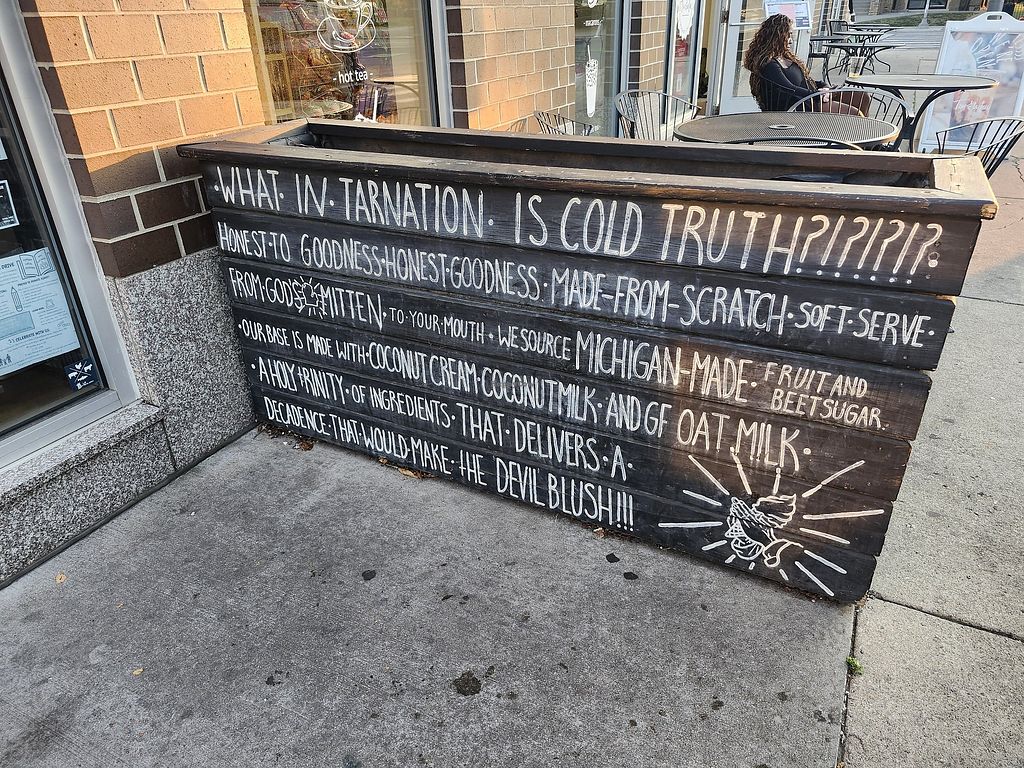 - hot tea -
·WHAT· IN· TARNATION· IS COLD TRUTH?!?!?!?
HONEST·TO GOODNESS·HONEST·GOODNESS· MADE-FROM-SCRATCH·SOFT·SERVE·
FROM·GOD'S MITTEN·TO·YOUR·MOUTH·WE SOURCE MICHIGAN-MADE· FRUIT AND BEET SUGAR.
·OUR BASE IS MADE WITH·COCONUT CREAM·COCONUT MILK·AND GF OAT MILK·
·A HOLY TRINITY·OF INGREDIENTS·THAT·DELIVERS·A·
DECADENCE·THAT·WOULD·MAKE·THE DEVIL BLUSH!!!